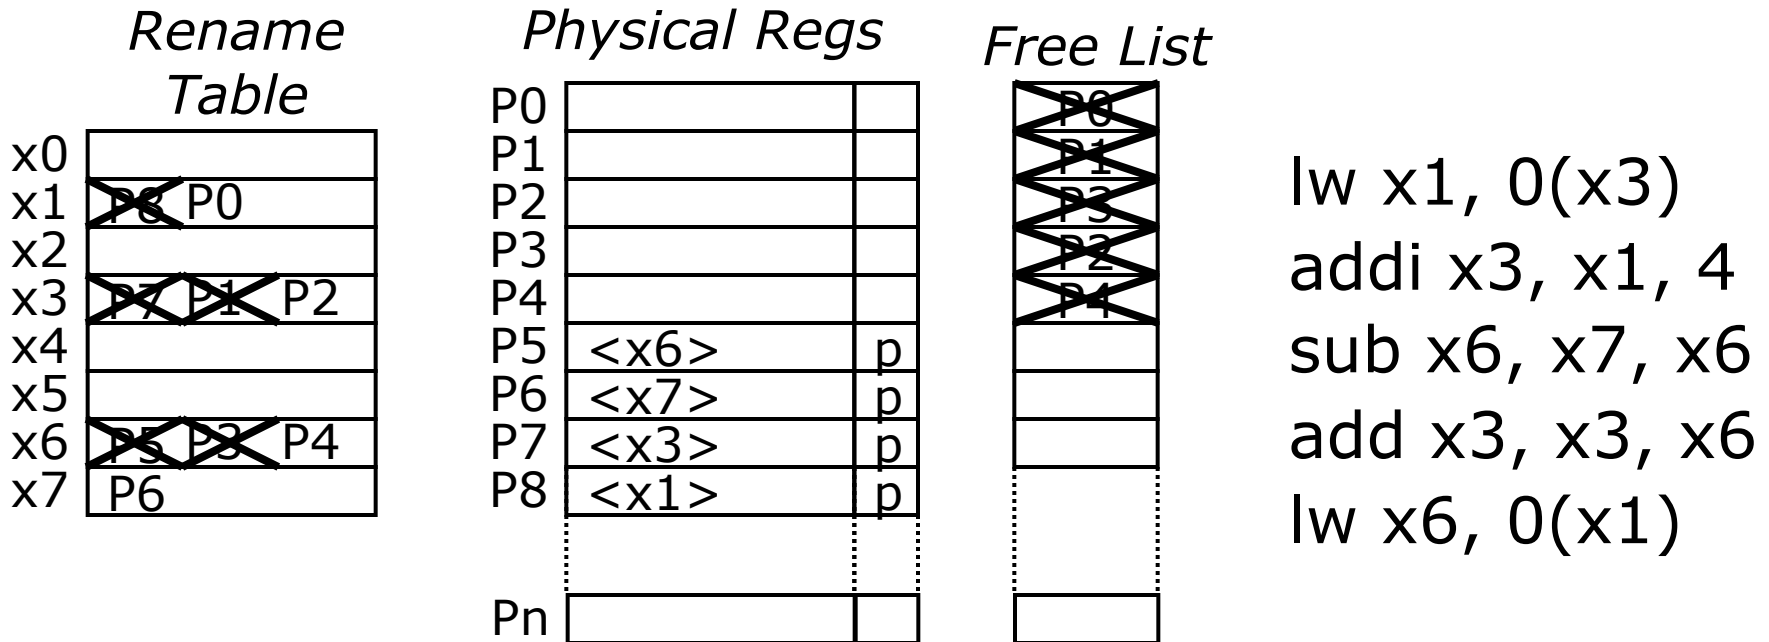 Rename
Table
x0
x1 P8 P0
x2
x3 P7 P1 P2
x4
x5
x6 P5 P3 P4
x7 P6
Physical Regs
P0
P1
P2
P3
P4
P5 <x6> p
P6 <x7> p
P7 <x3> p
P8 <x1> p
Pn
Free List
P0
P1
P3
P2
P4
lw x1, 0(x3)
addi x3, x1, 4
sub x6, x7, x6
add x3, x3, x6
lw x6, 0(x1)